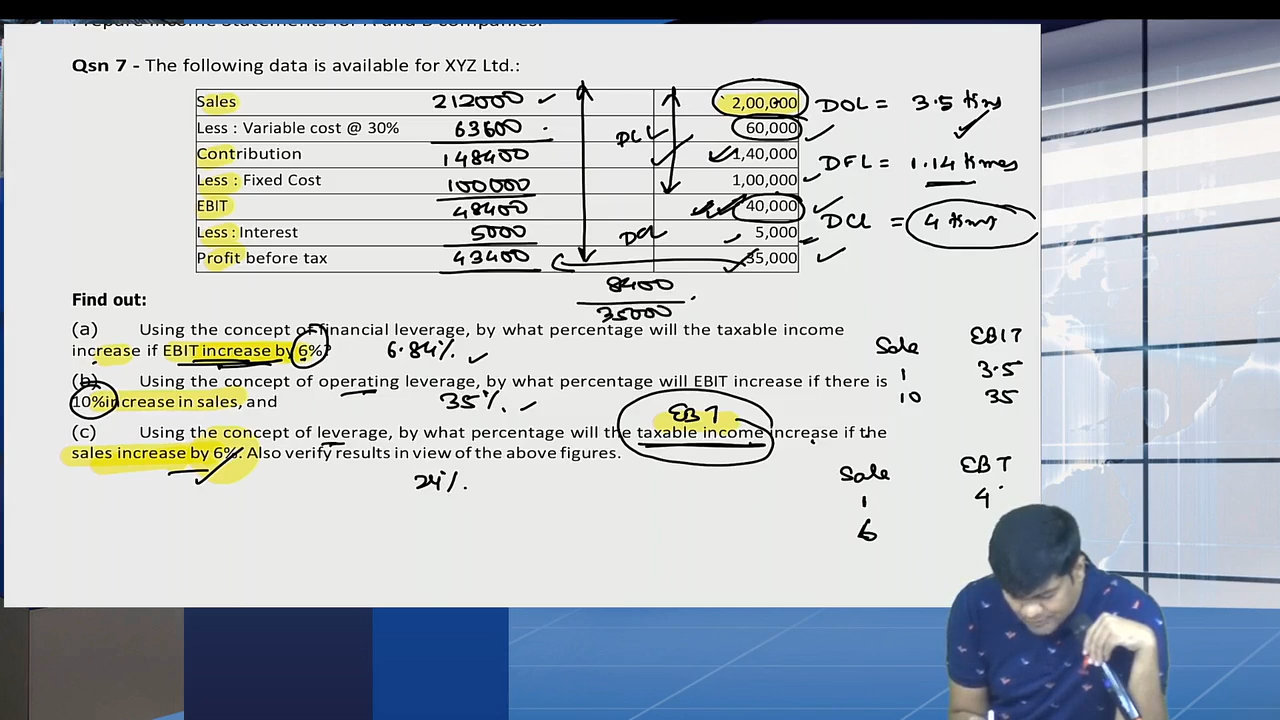 Prepare Income Statements for A and B companies.
Qsn 7 - The following data is available for XYZ Ltd.:
Sales 212000 2,00,000 DOL = 3.5 times
Less : Variable cost @ 30% 63600 OL 60,000
Contribution 148400 1,40,000 DFL = 1.14 times
Less : Fixed Cost 100000 1,00,000
EBIT 48400 40,000 DCL = 4 times
Less : Interest 5000 DCL 5,000
Profit before tax 43400 35,000
8400
35000
Find out:
(a) Using the concept of financial leverage, by what percentage will the taxable income
increase if EBIT increase by 6%? 6.84%.
Sale EBIT
1 3.5
10 35
(b) Using the concept of operating leverage, by what percentage will EBIT increase if there is
10% increase in sales, and 35%.
EBT
(c) Using the concept of leverage, by what percentage will the taxable income increase if the
sales increase by 6%. Also verify results in view of the above figures.
24%.
Sale EBT
1 4
6